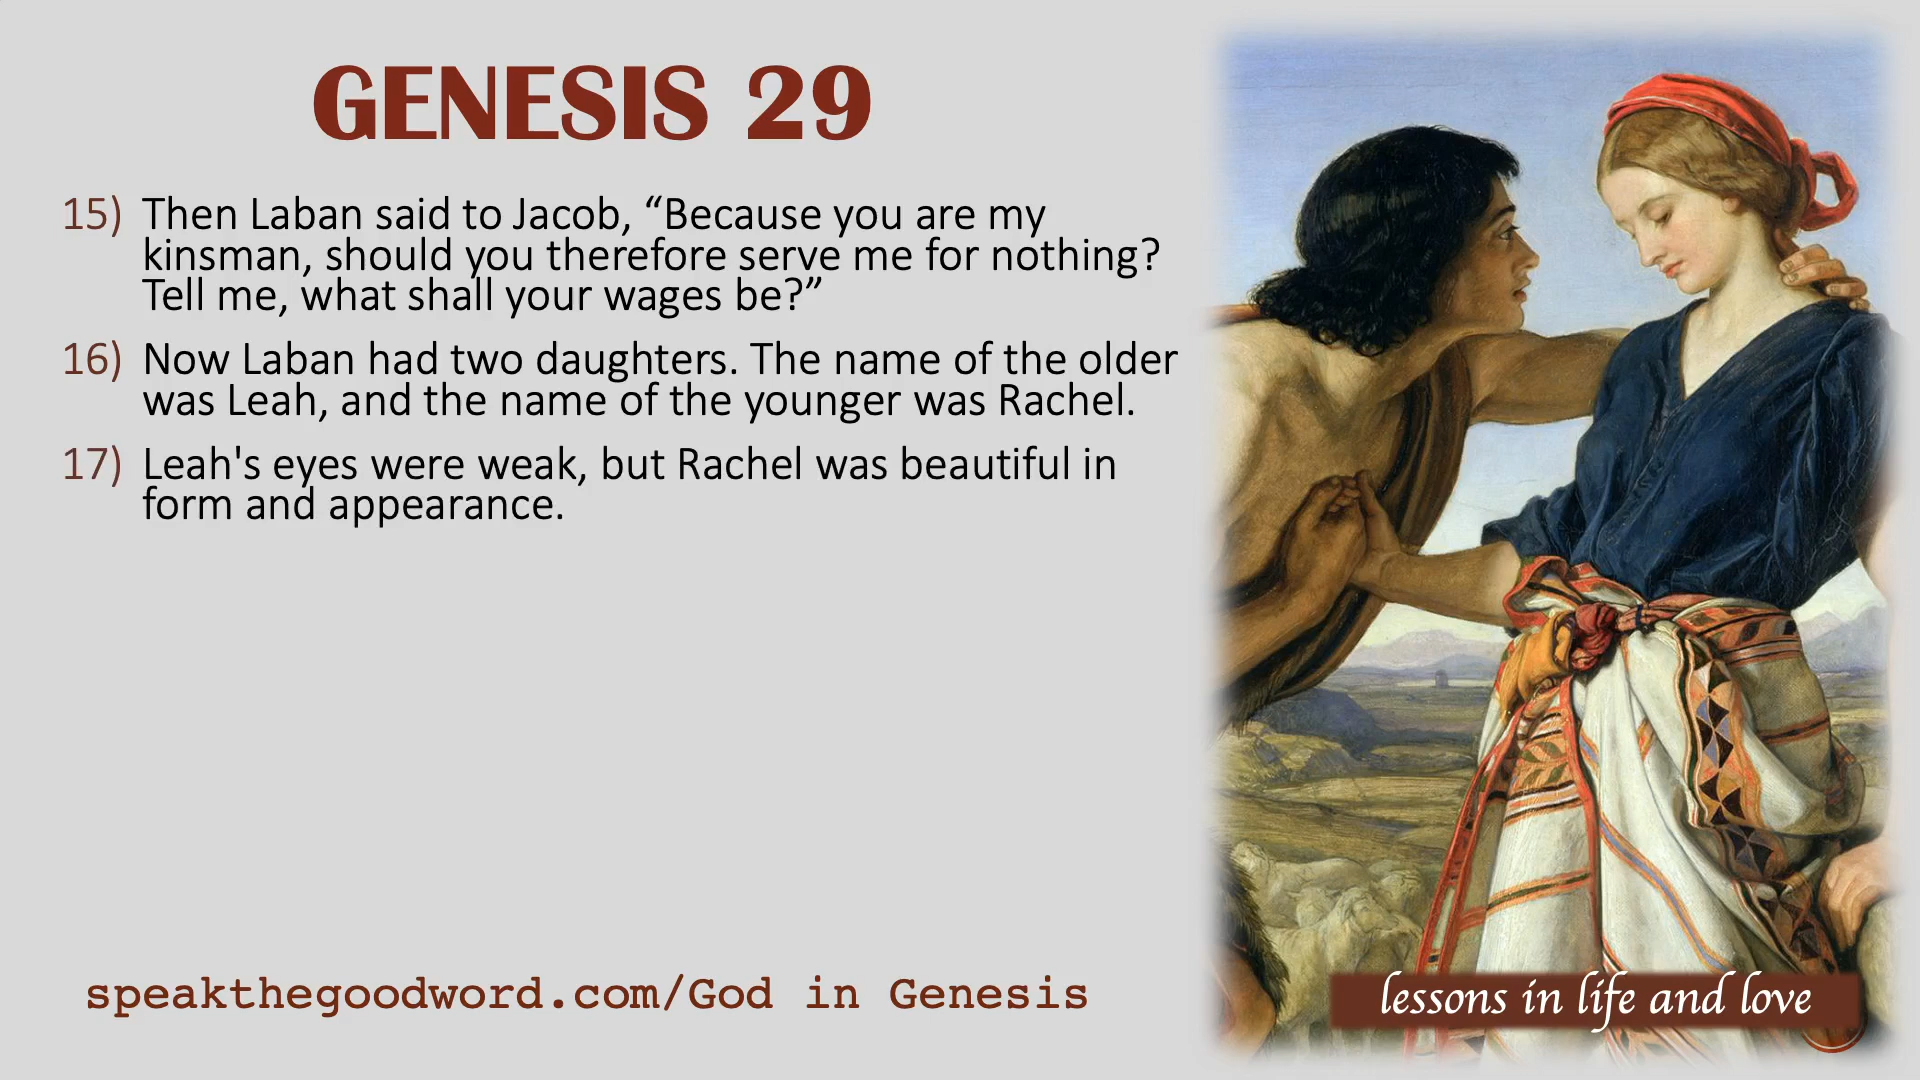 GENESIS 29
15) Then Laban said to Jacob, “Because you are my
kinsman, should you therefore serve me for nothing?
Tell me, what shall your wages be?”
16) Now Laban had two daughters. The name of the older
was Leah, and the name of the younger was Rachel.
17) Leah's eyes were weak, but Rachel was beautiful in
form and appearance.
speakthegoodword.com/God in Genesis
lessons in life and love